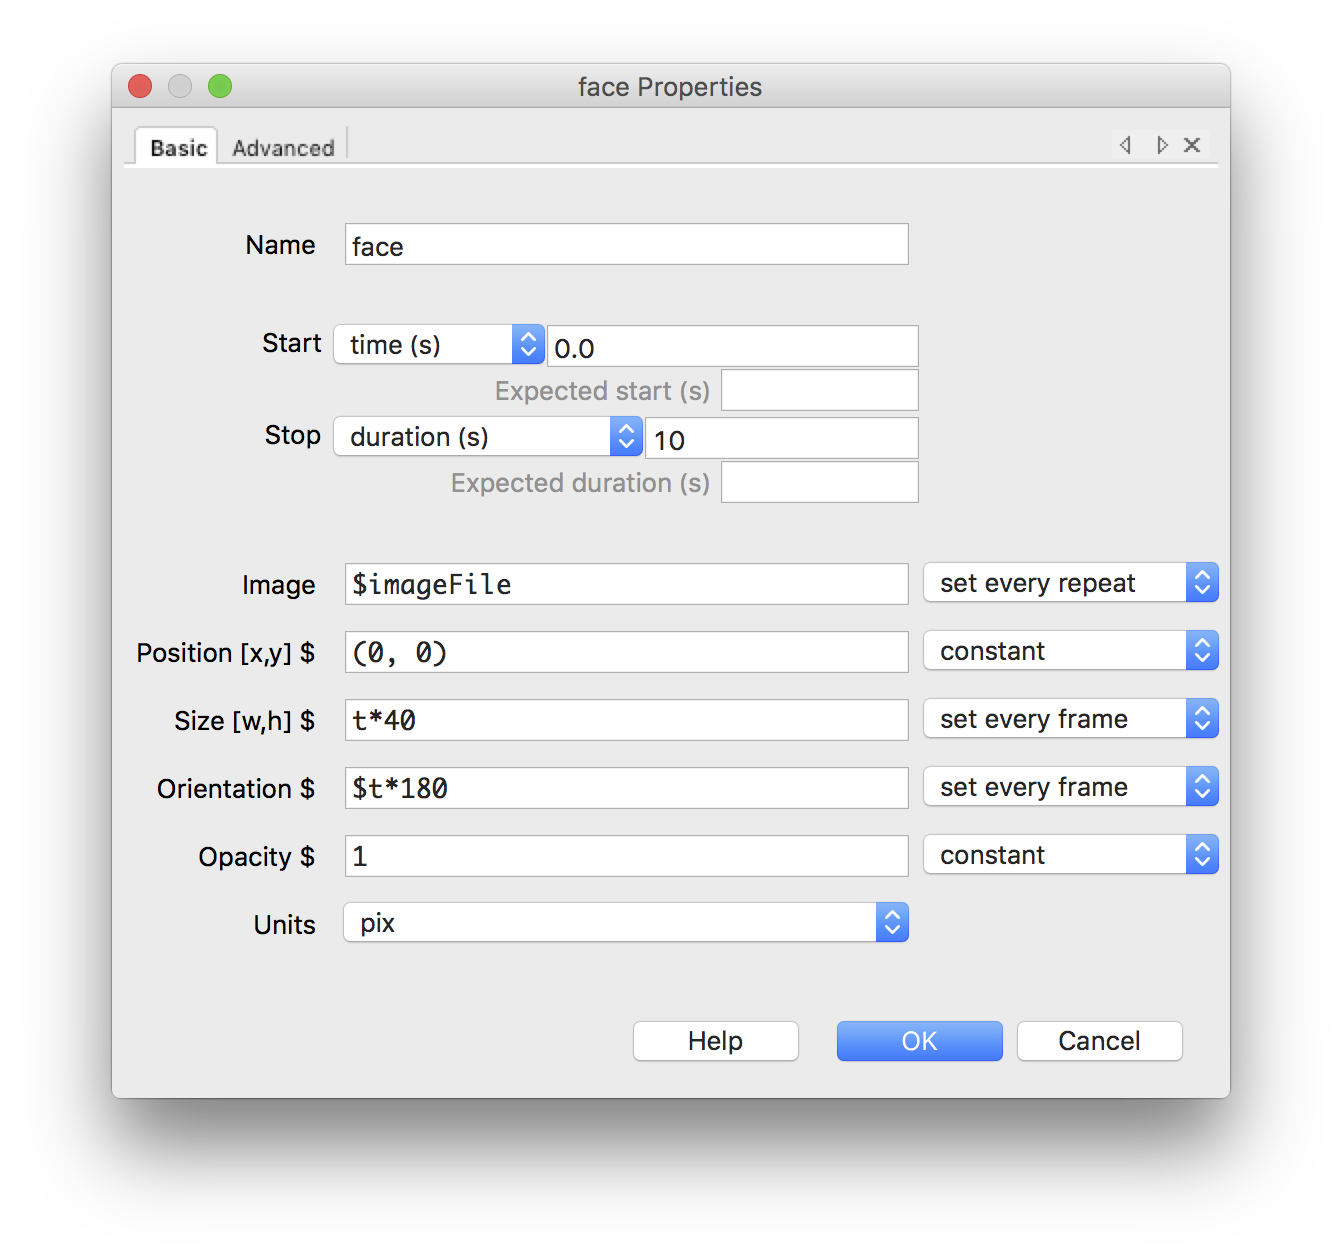 face Properties
Basic Advanced
Name face
Start time (s) 0.0
Expected start (s)
Stop duration (s) 10
Expected duration (s)
Image $imageFile set every repeat
Position [x,y] $ (0, 0) constant
Size [w,h] $ t*40 set every frame
Orientation $ $t*180 set every frame
Opacity $ 1 constant
Units pix
Help OK Cancel